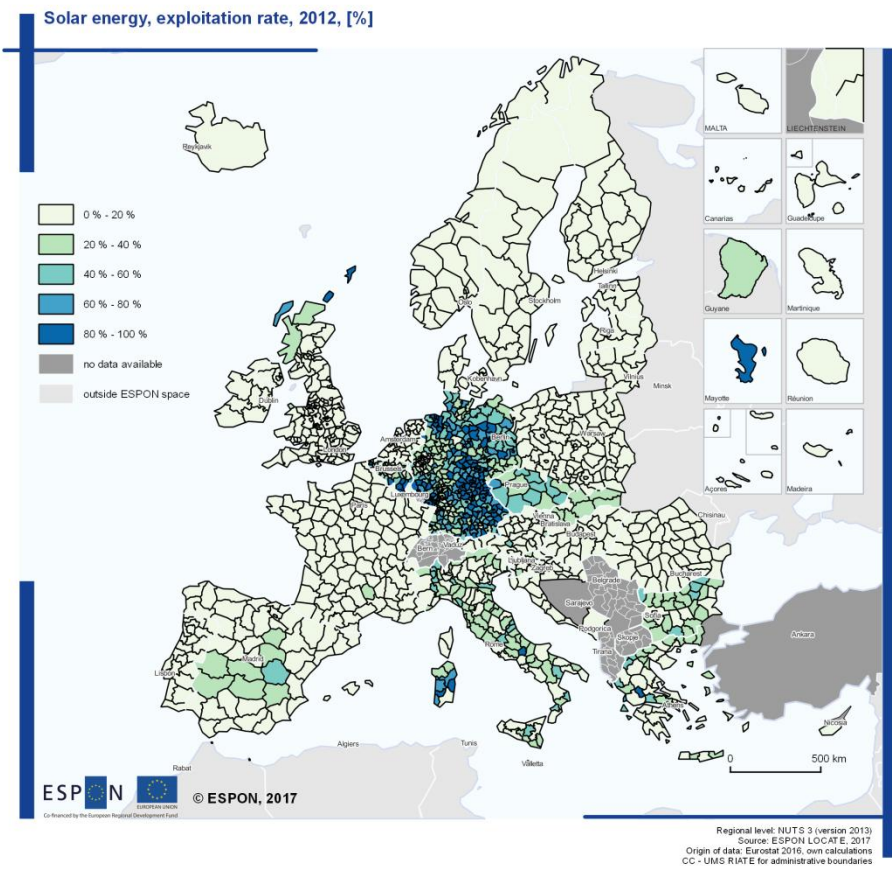 Solar energy, exploitation rate, 2012, [%]
MALTA
LIECHTENSTEIN
Reykjavik
Canarias
Guadeloupe
0 % - 20 %
20 % - 40 %
40 % - 60 %
60 % - 80 %
80 % - 100 %
no data available
outside ESPON space
Guyane
Martinique
Mayotte
Réunion
Açores
Madeira
Helsinki
Tallinn
Oslo
Stockholm
Riga
Vilnius
Minsk
Kobenhavn
Dublin
London
Amsterdam
Berlin
Warsaw
Brussels
Luxembourg
Prague
Paris
Vienna
Bratislava
Budapest
Chisinau
Bern
Vaduz
Ljubljana
Zagreb
Belgrade
Bucharest
Sarajevo
Sofia
Podgorica
Skopje
Tirana
Rome
Madrid
Lisbon
Ankara
Athens
Nicosia
Algiers
Tunis
Rabat
Valletta
0 500 km
ESPON
EUROPEAN UNION
© ESPON, 2017
Co-financed by the European Regional Development Fund
Regional level: NUTS 3 (version 2013)
Source: ESPON LOCATE, 2017
Origin of data: Eurostat 2016, own calculations
CC - UMS RIATE for administrative boundaries